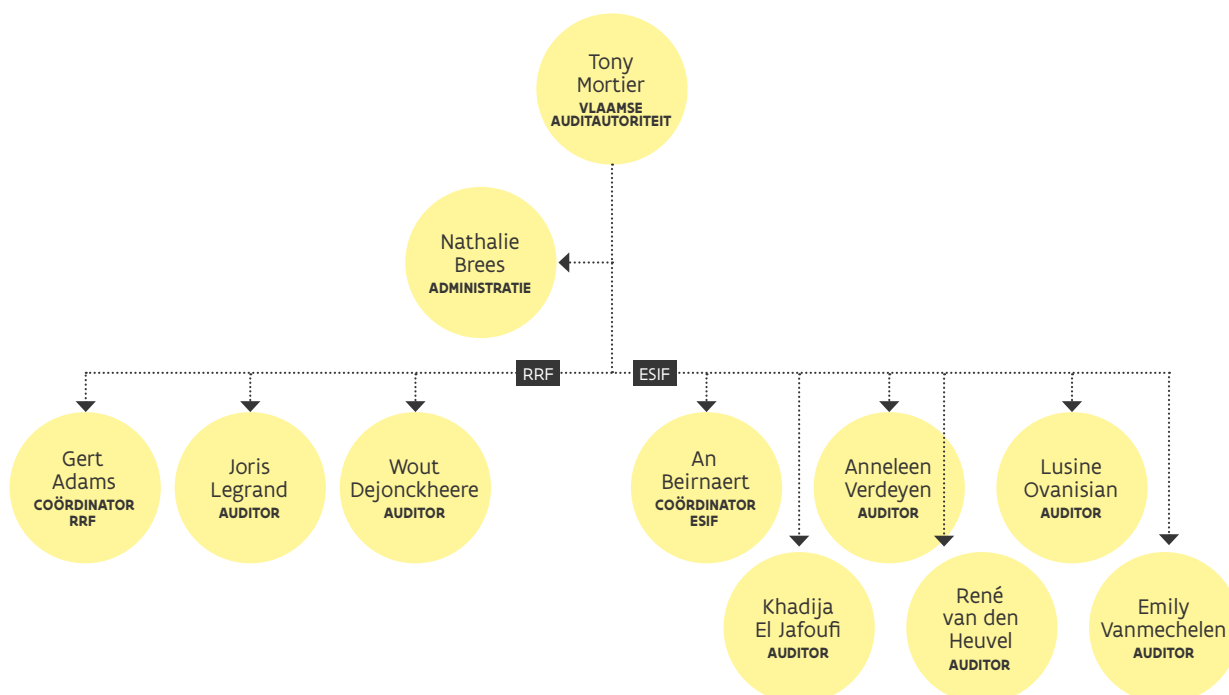 Tony
Mortier
VLAAMSE
AUDITAUTORITEIT
Nathalie
Brees
ADMINISTRATIE
RRF
ESIF
Gert
Adams
COÖRDINATOR
RRF
Joris
Legrand
AUDITOR
Wout
Dejonckheere
AUDITOR
An
Beirnaert
COÖRDINATOR
ESIF
Anneleen
Verdeyen
AUDITOR
Lusine
Ovanisian
AUDITOR
Khadija
El Jafoufi
AUDITOR
René
van den
Heuvel
AUDITOR
Emily
Vanmechelen
AUDITOR